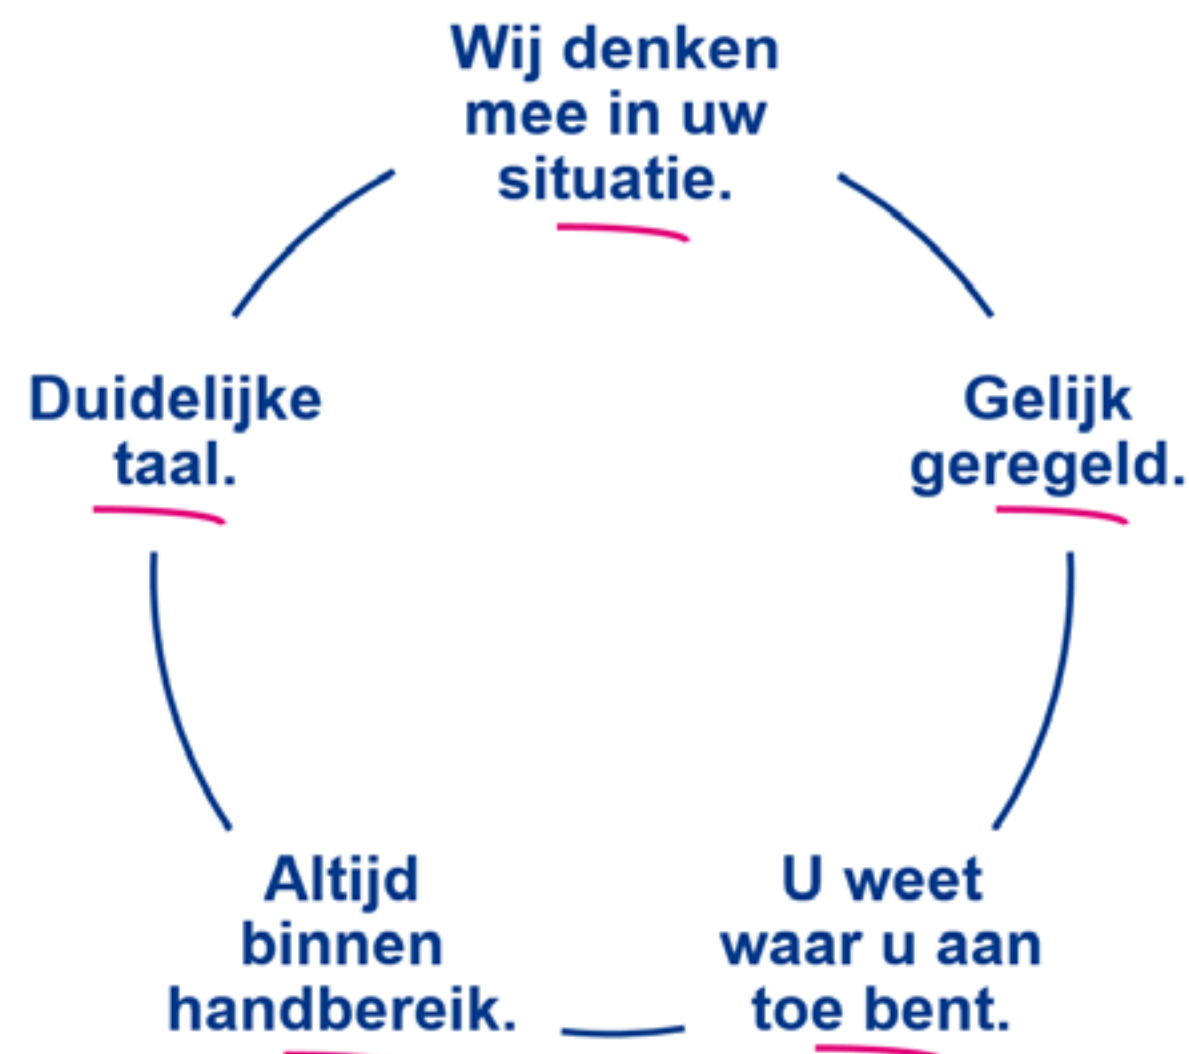 Wij denken
mee in uw
situatie.
Duidelijke
taal.
Gelijk
geregeld.
Altijd
binnen
handbereik.
U weet
waar u aan
toe bent.